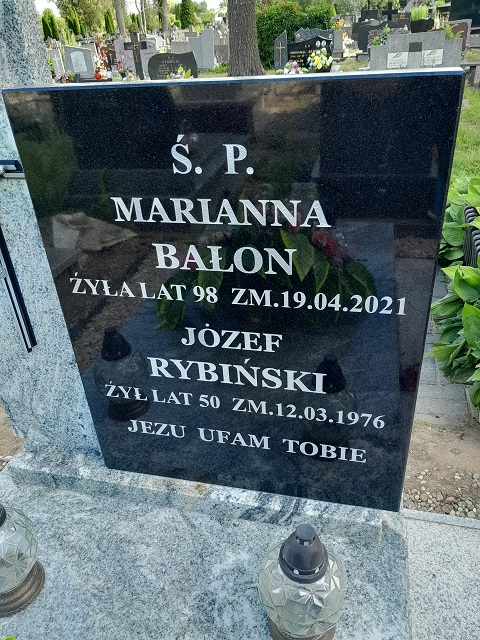 Ś. P.
MARIANNA
BAŁON
ŻYŁA LAT 98 ZM.19.04.2021
JÓZEF
RYBIŃSKI
ŻYŁ LAT 50 ZM.12.03.1976
JEZU UFAM TOBIE